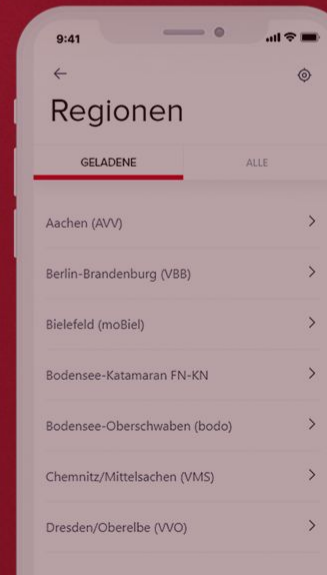 9:41
Regionen
GELADENE ALLE
Aachen (AVV)
Berlin-Brandenburg (VBB)
Bielefeld (moBiel)
Bodensee-Katamaran FN-KN
Bodensee-Oberschwaben (bodo)
Chemnitz/Mittelsachen (VMS)
Dresden/Oberelbe (VVO)